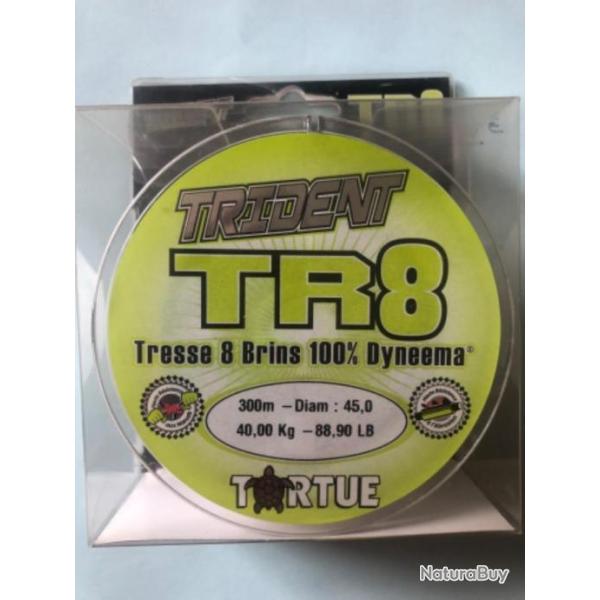 TR8
TRIDENT
TR8
Tresse 8 Brins 100% Dyneema®
300m – Diam : 45,0
40,00 Kg – 88,90 LB
TORTUE
NaturaBuy